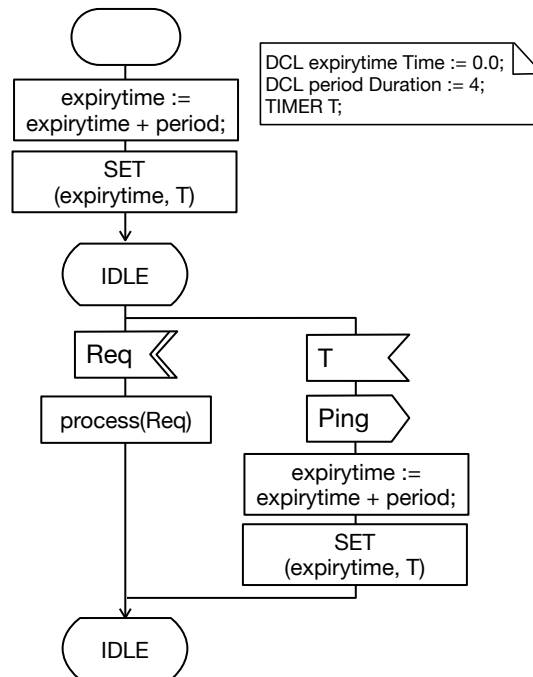 DCL expirytime Time := 0.0;
DCL period Duration := 4;
TIMER T;
expirytime :=
expirytime + period;
SET
(expirytime, T)
IDLE
Req
T
process(Req)
Ping
expirytime :=
expirytime + period;
SET
(expirytime, T)
IDLE